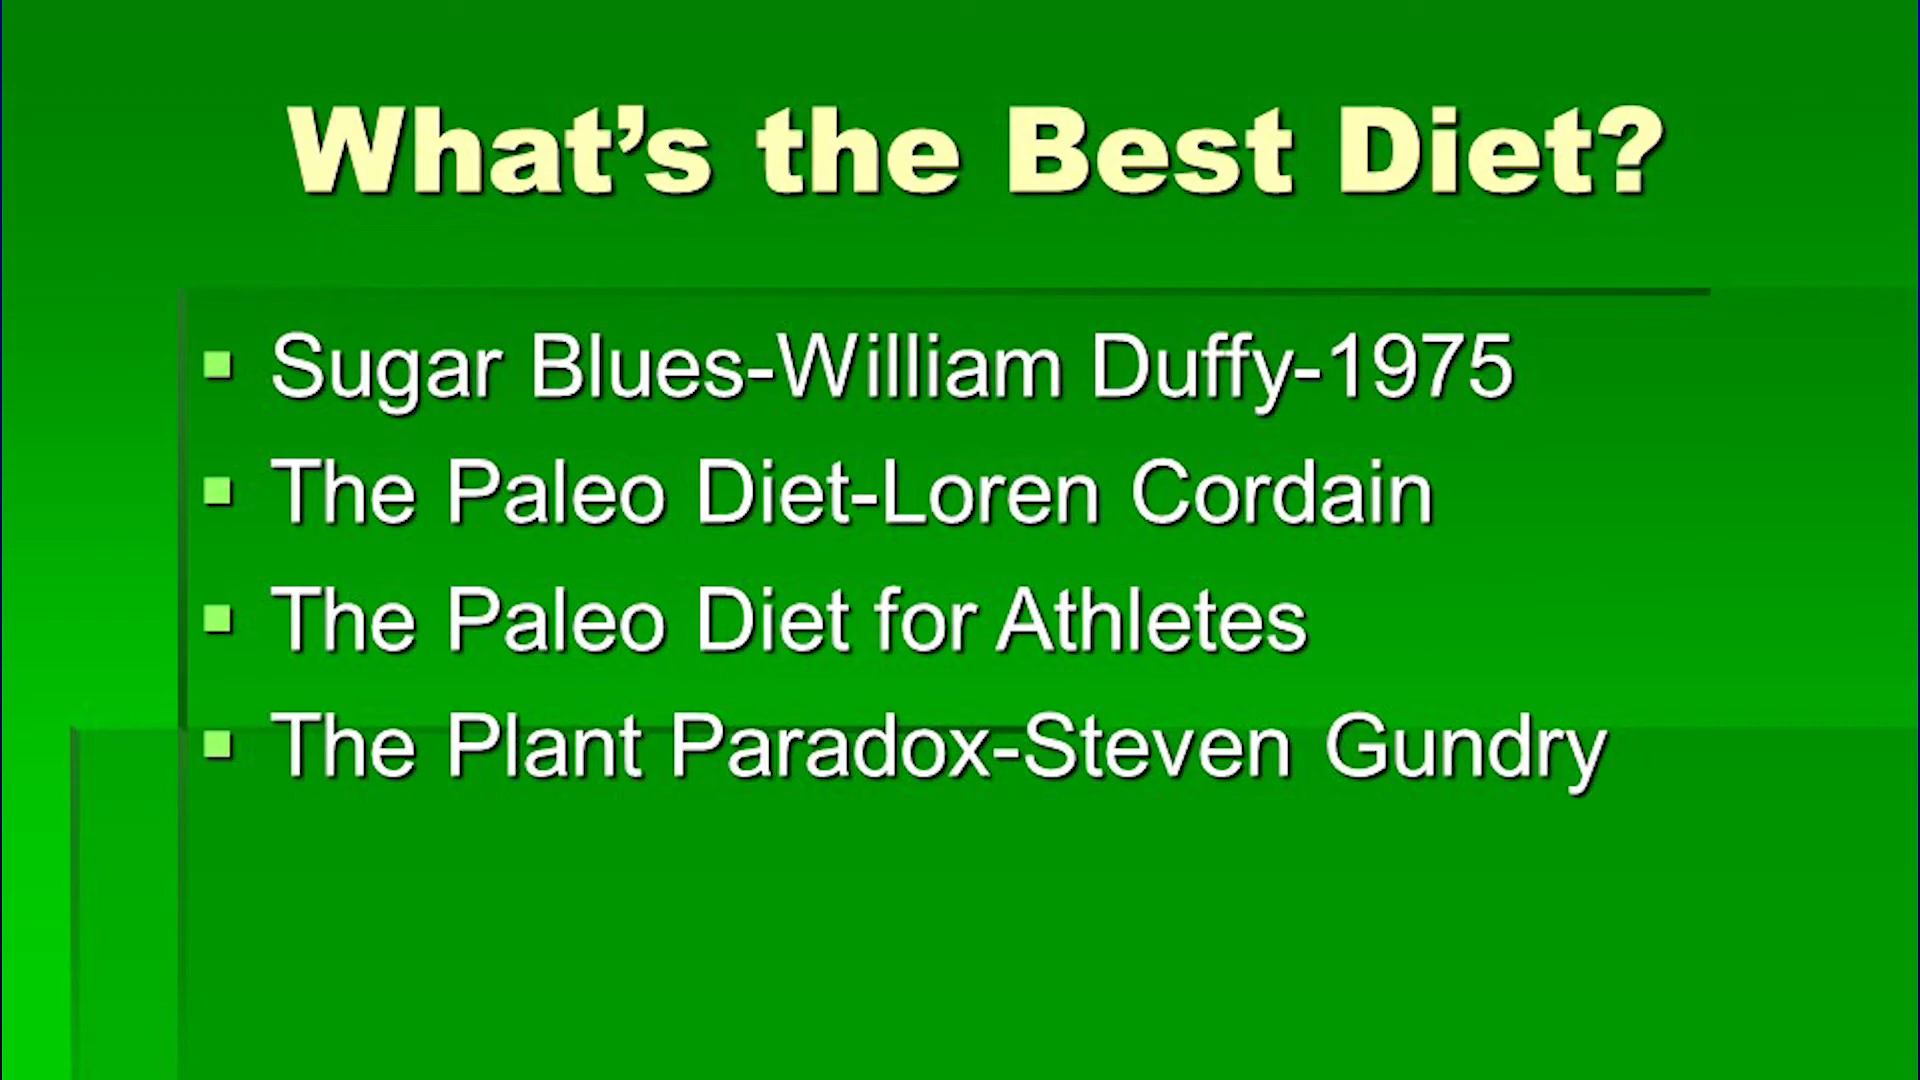 What's the Best Diet?
Sugar Blues-William Duffy-1975
The Paleo Diet-Loren Cordain
The Paleo Diet for Athletes
The Plant Paradox-Steven Gundry